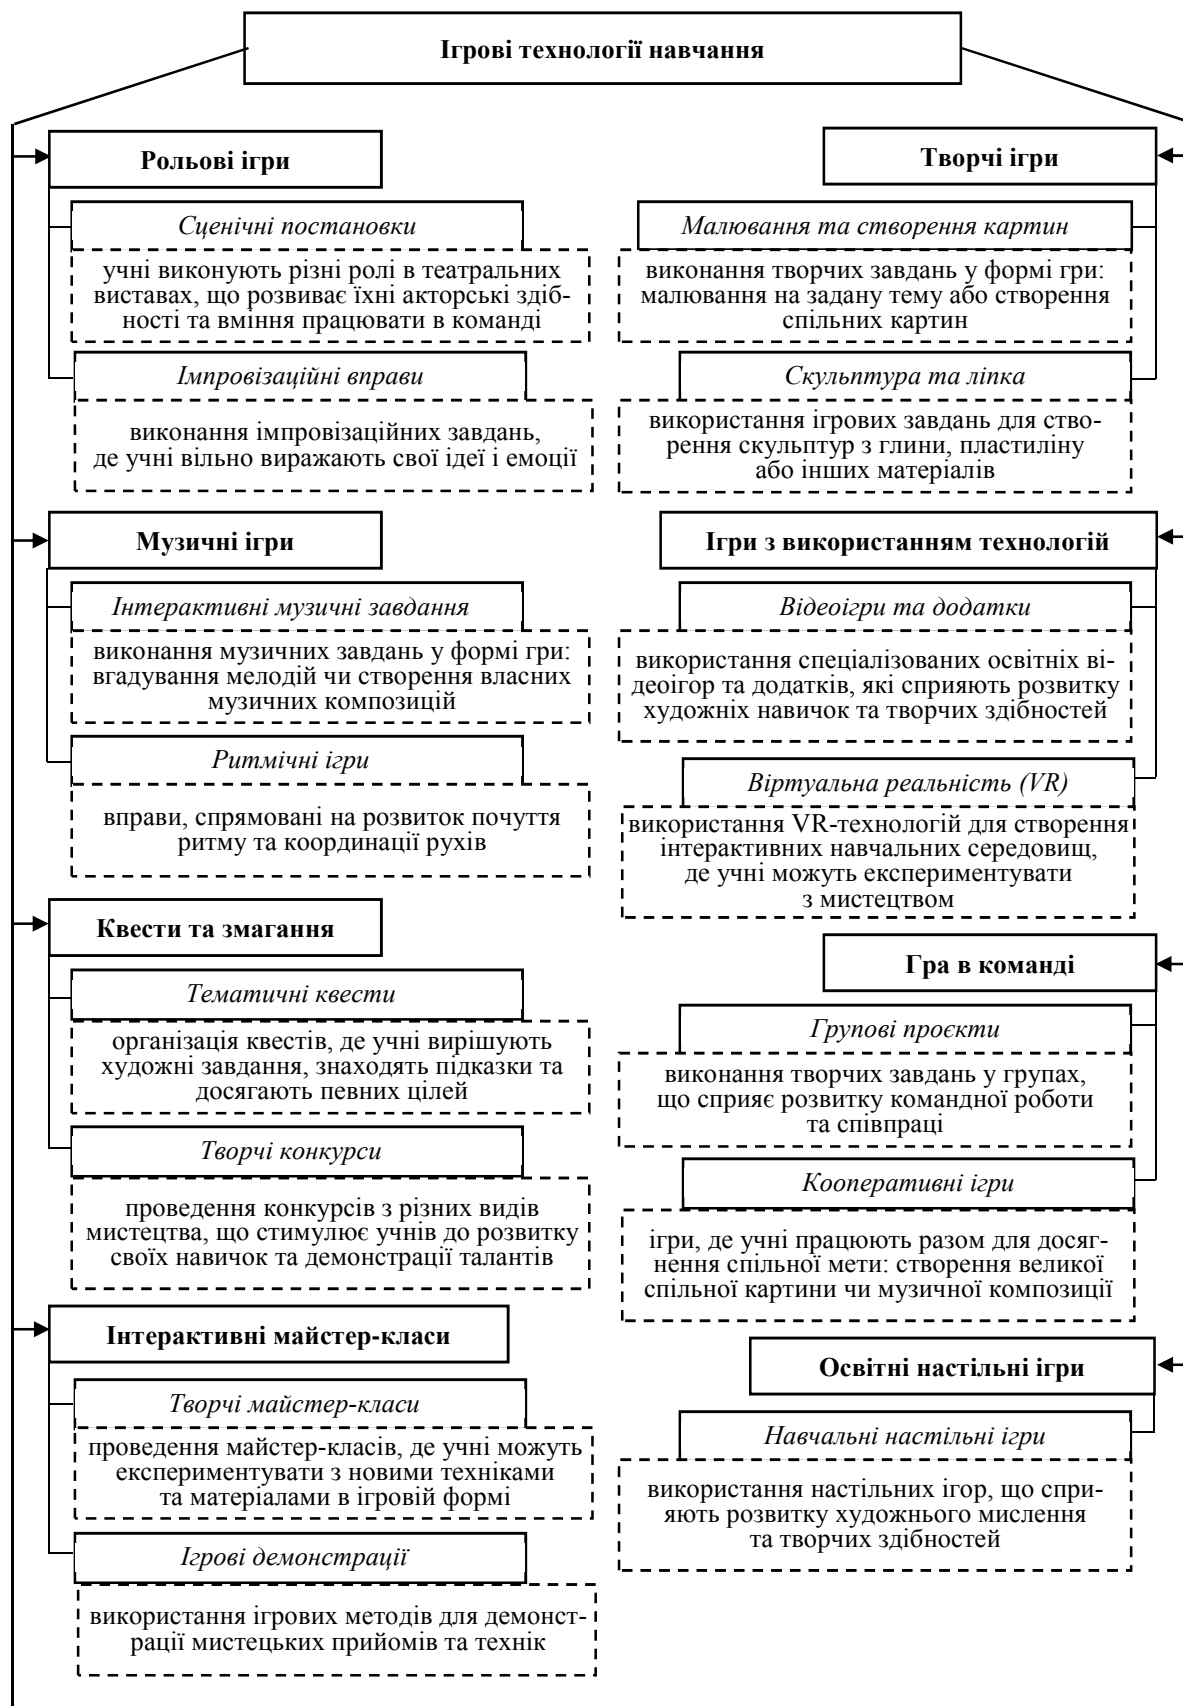 Ігрові технології навчання
Рольові ігри
Сценічні постановки
учні виконують різні ролі в театральних
виставах, що розвиває їхні акторські здіб-
ності та вміння працювати в команді
Імпровізаційні вправи
виконання імпровізаційних завдань,
де учні вільно виражають свої ідеї і емоції
Музичні ігри
Інтерактивні музичні завдання
виконання музичних завдань у формі гри:
вгадування мелодій чи створення власних
музичних композицій
Ритмічні ігри
вправи, спрямовані на розвиток почуття
ритму та координації рухів
Квести та змагання
Тематичні квести
організація квестів, де учні вирішують
художні завдання, знаходять підказки та
досягають певних цілей
Творчі конкурси
проведення конкурсів з різних видів
мистецтва, що стимулює учнів до розвитку
своїх навичок та демонстрації талантів
Інтерактивні майстер-класи
Творчі майстер-класи
проведення майстер-класів, де учні можуть
експериментувати з новими техніками
та матеріалами в ігровій формі
Ігрові демонстрації
використання ігрових методів для демонст-
рації мистецьких прийомів та технік
Творчі ігри
Малювання та створення картин
виконання творчих завдань у формі гри:
малювання на задану тему або створення
спільних картин
Скульптура та ліпка
використання ігрових завдань для ство-
рення скульптур з глини, пластиліну
або інших матеріалів
Ігри з використанням технологій
Відеоігри та додатки
використання спеціалізованих освітніх ві-
деоігор та додатків, які сприяють розвитку
художніх навичок та творчих здібностей
Віртуальна реальність (VR)
використання VR-технологій для створення
інтерактивних навчальних середовищ,
де учні можуть експериментувати
з мистецтвом
Гра в команді
Групові проєкти
виконання творчих завдань у групах,
що сприяє розвитку командної роботи
та співпраці
Кооперативні ігри
ігри, де учні працюють разом для досяг-
нення спільної мети: створення великої
спільної картини чи музичної композиції
Освітні настільні ігри
Навчальні настільні ігри
використання настільних ігор, що спри-
яють розвитку художнього мислення
та творчих здібностей